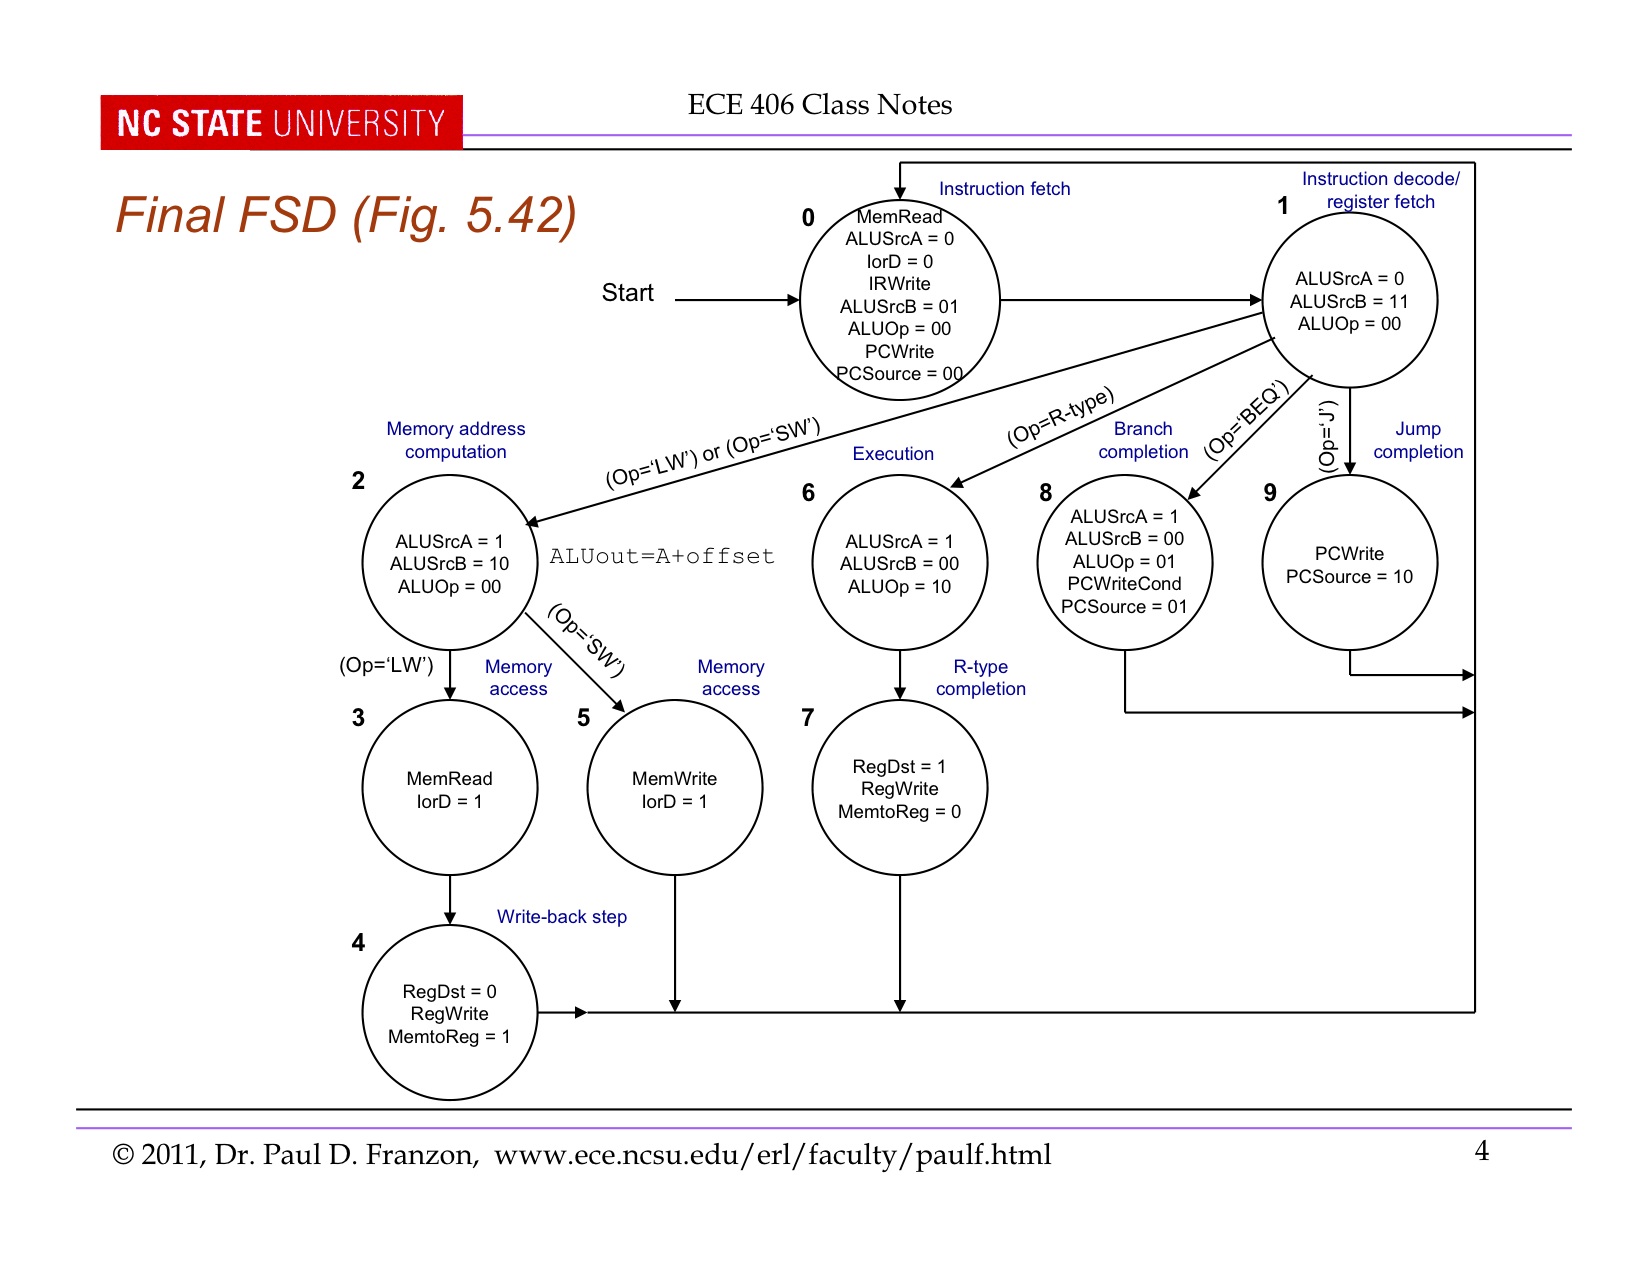 NC STATE UNIVERSITY
ECE 406 Class Notes
Final FSD (Fig. 5.42)
Instruction fetch
0
MemRead
ALUSrcA = 0
IorD = 0
IRWrite
ALUSrcB = 01
ALUOp = 00
PCWrite
PCSource = 00
Start
Instruction decode/
register fetch
1
ALUSrcA = 0
ALUSrcB = 11
ALUOp = 00
(Op=‘LW’) or (Op=‘SW’)
(Op=R-type)
(Op=‘BEQ’)
(Op=‘J’)
Memory address
computation
2
ALUSrcA = 1
ALUSrcB = 10
ALUOp = 00
ALUout=A+offset
Execution
6
ALUSrcA = 1
ALUSrcB = 00
ALUOp = 10
Branch
completion
8
ALUSrcA = 1
ALUSrcB = 00
ALUOp = 01
PCWriteCond
PCSource = 01
Jump
completion
9
PCWrite
PCSource = 10
(Op=‘LW’)
(Op=‘SW’)
Memory
access
3
MemRead
IorD = 1
Memory
access
5
MemWrite
IorD = 1
R-type
completion
7
RegDst = 1
RegWrite
MemtoReg = 0
Write-back step
4
RegDst = 0
RegWrite
MemtoReg = 1
© 2011, Dr. Paul D. Franzon, www.ece.ncsu.edu/erl/faculty/paulf.html
4